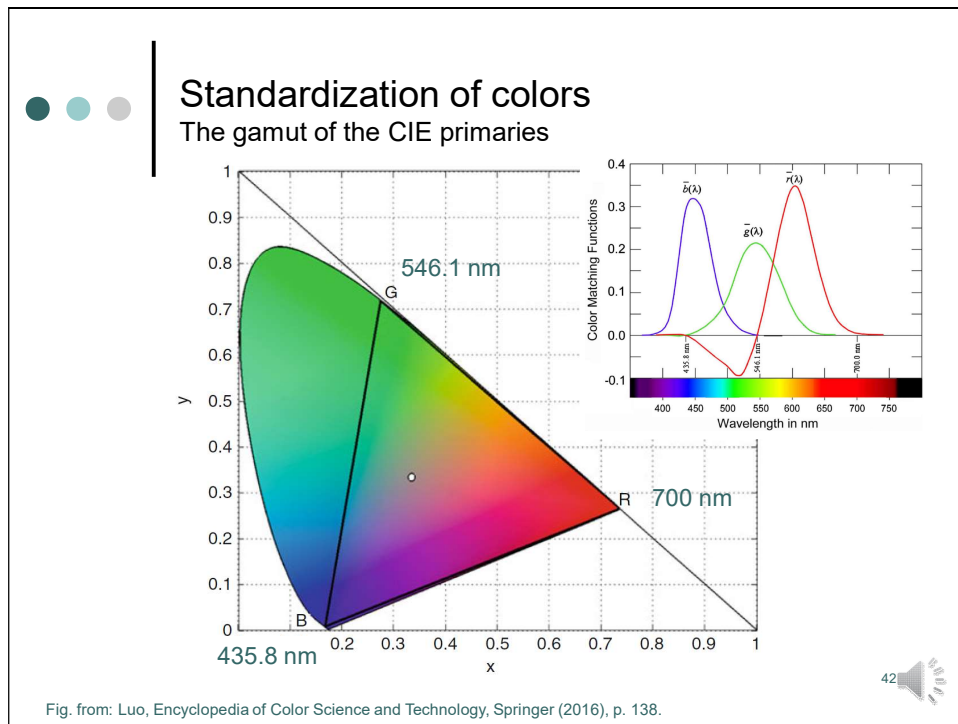 Standardization of colors
The gamut of the CIE primaries
1
0.9
0.8
0.7
0.6
0.5
0.4
0.3
0.2
0.1
0
y
546.1 nm
G
R
700 nm
B
435.8 nm
0.2
0.3
0.4
0.5
0.6
0.7
0.8
0.9
1
x
0.4
0.3
0.2
0.1
0.0
-0.1
Color Matching Functions
b̄(λ)
ḡ(λ)
r̄(λ)
435.8 nm
546.1 nm
700.0 nm
400 450 500 550 600 650 700 750
Wavelength in nm
42
Fig. from: Luo, Encyclopedia of Color Science and Technology, Springer (2016), p. 138.